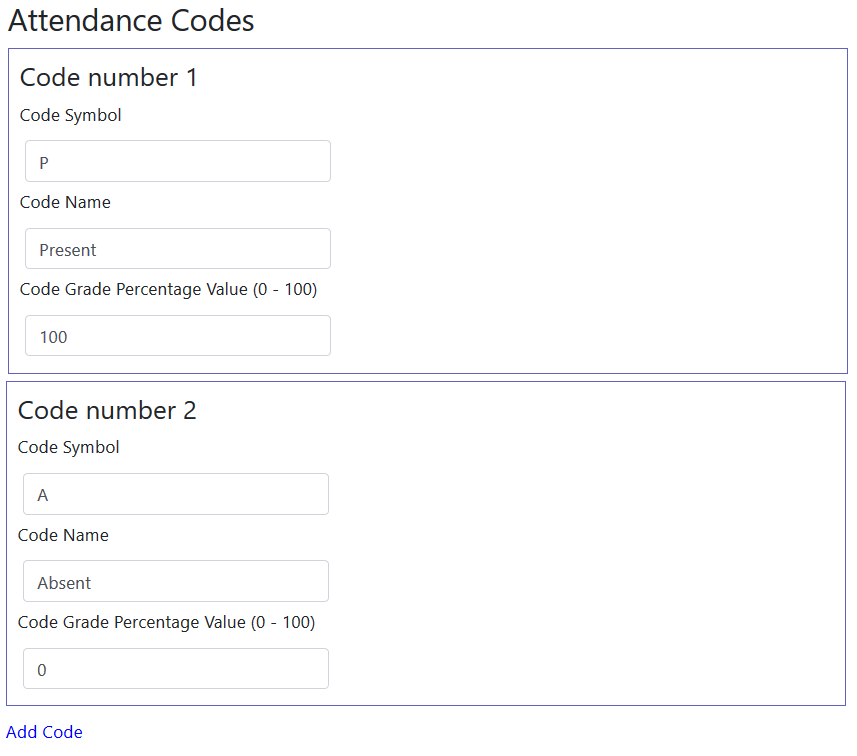 Attendance Codes
Code number 1
Code Symbol
P
Code Name
Present
Code Grade Percentage Value (0 - 100)
100
Code number 2
Code Symbol
A
Code Name
Absent
Code Grade Percentage Value (0 - 100)
0
Add Code